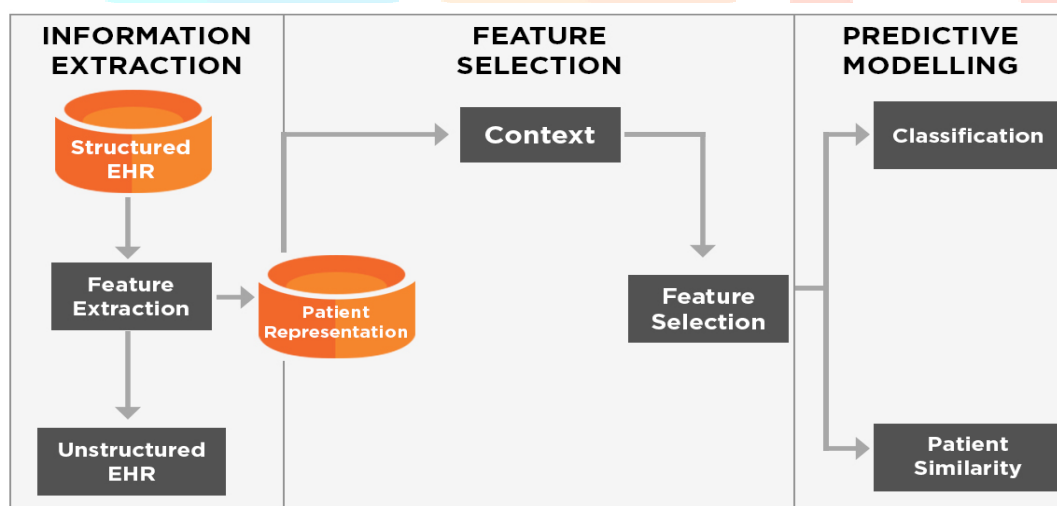 INFORMATION
EXTRACTION
Structured
EHR
Feature
Extraction
Unstructured
EHR
Patient
Representation
FEATURE
SELECTION
Context
Feature
Selection
PREDICTIVE
MODELLING
Classification
Patient
Similarity